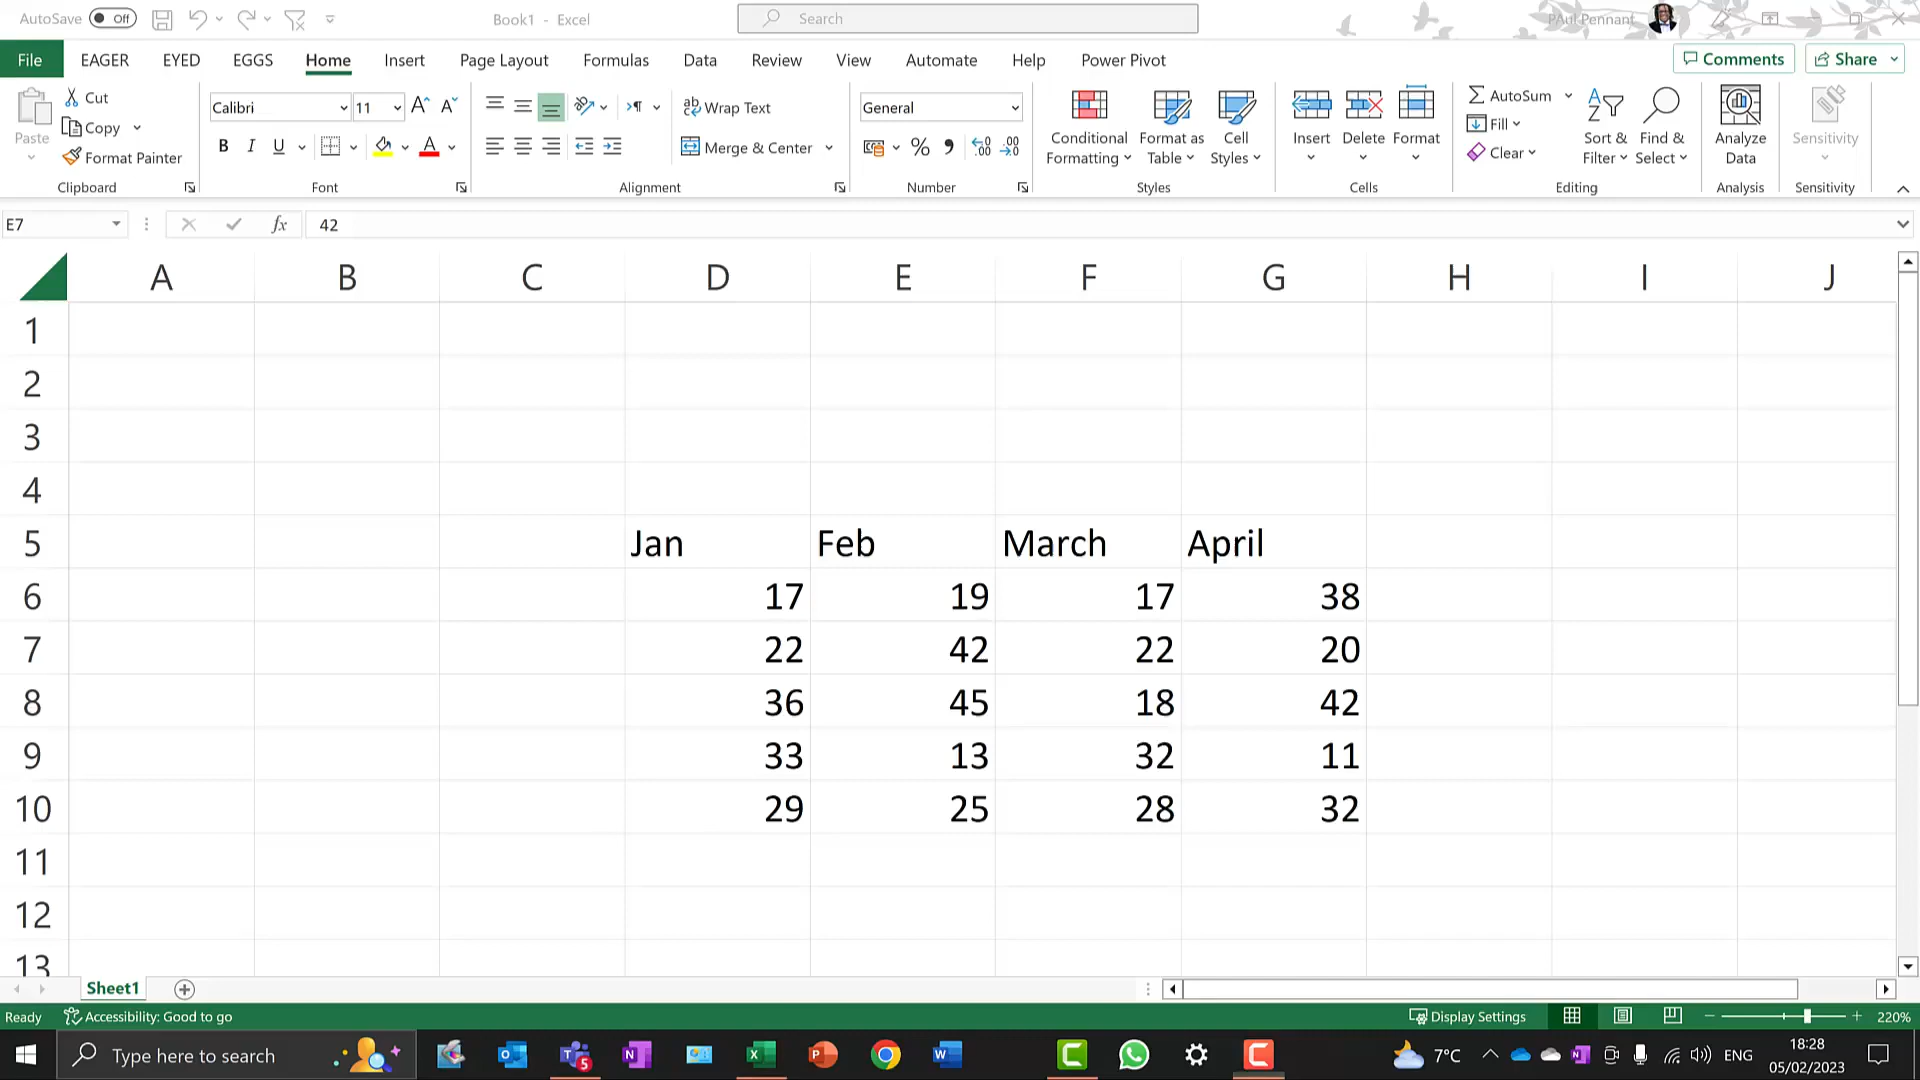 AutoSave Off Book1 - Excel Search PAul Pennant
File EAGER EYED EGGS Home Insert Page Layout Formulas Data Review View Automate Help Power Pivot Comments Share
Paste Cut Copy Format Painter Clipboard
Calibri 11 B I U Font
Wrap Text Merge & Center Alignment
General Number
Conditional Formatting Format as Table Cell Styles Styles
Insert Delete Format Cells
AutoSum Fill Clear Sort & Filter Find & Select Editing
Analyze Data Analysis
Sensitivity Sensitivity
E7 fx 42
A B C D E F G H I J
1
2
3
4
5 Jan Feb March April
6 17 19 17 38
7 22 42 22 20
8 36 45 18 42
9 33 13 32 11
10 29 25 28 32
11
12
13
Sheet1
Ready Accessibility: Good to go Display Settings 220%
Type here to search 7°C ENG 18:28
05/02/2023